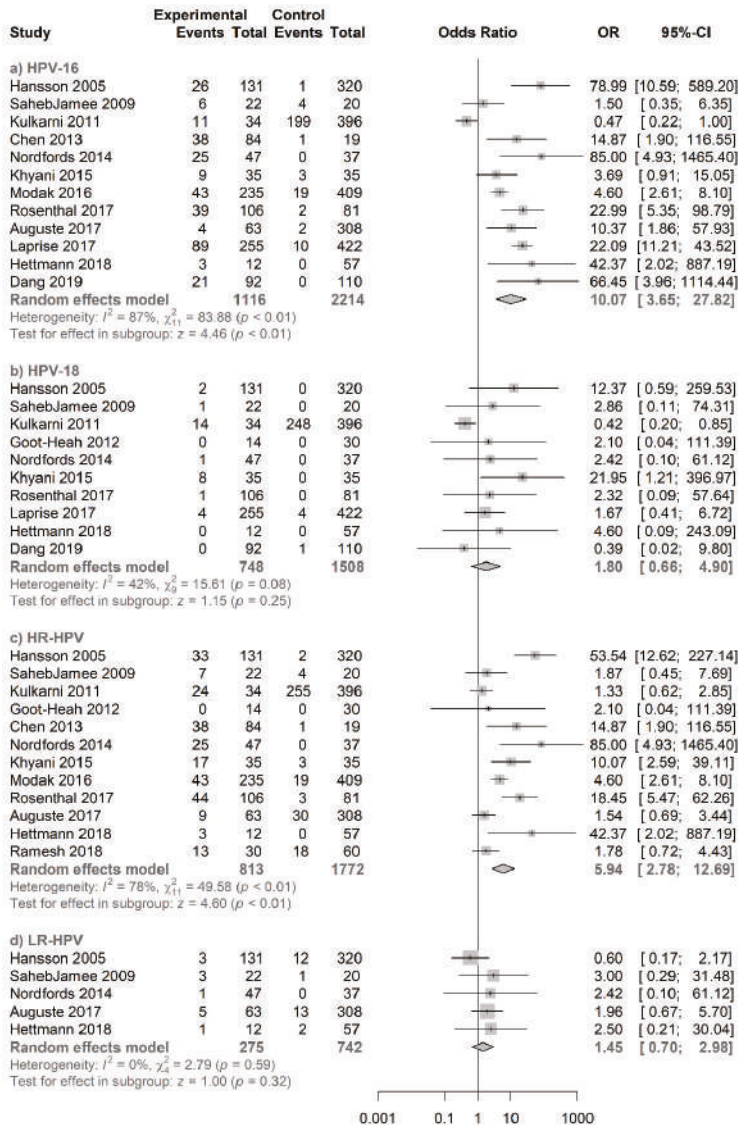 Experimental Control
Study Events Total Events Total Odds Ratio OR 95%-CI
a) HPV-16
Hansson 2005 26 131 1 320 78.99 [10.59; 589.20]
SahebJamee 2009 6 22 4 20 1.50 [ 0.35; 6.35]
Kulkarni 2011 11 34 199 396 0.47 [ 0.22; 1.00]
Chen 2013 38 84 1 19 14.87 [ 1.90; 116.55]
Nordfords 2014 25 47 0 37 85.00 [ 4.93; 1465.40]
Khyani 2015 9 35 3 35 3.69 [ 0.91; 15.05]
Modak 2016 43 235 19 409 4.60 [ 2.61; 8.10]
Rosenthal 2017 39 106 2 81 22.99 [ 5.35; 98.79]
Auguste 2017 4 63 2 308 10.37 [ 1.86; 57.93]
Laprise 2017 89 255 10 422 22.09 [11.21; 43.52]
Hettmann 2018 3 12 0 57 42.37 [ 2.02; 887.19]
Dang 2019 21 92 0 110 66.45 [ 3.96; 1114.44]
Random effects model 1116 2214 10.07 [ 3.65; 27.82]
Heterogeneity: I² = 87%, χ²₁₁ = 83.88 (p < 0.01)
Test for effect in subgroup: z = 4.46 (p < 0.01)
b) HPV-18
Hansson 2005 2 131 0 320 12.37 [ 0.59; 259.53]
SahebJamee 2009 1 22 0 20 2.86 [ 0.11; 74.31]
Kulkarni 2011 14 34 248 396 0.42 [ 0.20; 0.85]
Goot-Heah 2012 0 14 0 30 2.10 [ 0.04; 111.39]
Nordfords 2014 1 47 0 37 2.42 [ 0.10; 61.12]
Khyani 2015 8 35 0 35 21.95 [ 1.21; 396.97]
Rosenthal 2017 1 106 0 81 2.32 [ 0.09; 57.64]
Laprise 2017 4 255 4 422 1.67 [ 0.41; 6.72]
Hettmann 2018 0 12 0 57 4.60 [ 0.09; 243.09]
Dang 2019 0 92 1 110 0.39 [ 0.02; 9.80]
Random effects model 748 1508 1.80 [ 0.66; 4.90]
Heterogeneity: I² = 42%, χ²₉ = 15.61 (p = 0.08)
Test for effect in subgroup: z = 1.15 (p = 0.25)
c) HR-HPV
Hansson 2005 33 131 2 320 53.54 [12.62; 227.14]
SahebJamee 2009 7 22 4 20 1.87 [ 0.45; 7.69]
Kulkarni 2011 24 34 255 396 1.33 [ 0.62; 2.85]
Goot-Heah 2012 0 14 0 30 2.10 [ 0.04; 111.39]
Chen 2013 38 84 1 19 14.87 [ 1.90; 116.55]
Nordfords 2014 25 47 0 37 85.00 [ 4.93; 1465.40]
Khyani 2015 17 35 3 35 10.07 [ 2.59; 39.11]
Modak 2016 43 235 19 409 4.60 [ 2.61; 8.10]
Rosenthal 2017 44 106 3 81 18.45 [ 5.47; 62.26]
Auguste 2017 9 63 30 308 1.54 [ 0.69; 3.44]
Hettmann 2018 3 12 0 57 42.37 [ 2.02; 887.19]
Ramesh 2018 13 30 18 60 1.78 [ 0.72; 4.43]
Random effects model 813 1772 5.94 [ 2.78; 12.69]
Heterogeneity: I² = 78%, χ²₁₁ = 49.58 (p < 0.01)
Test for effect in subgroup: z = 4.60 (p < 0.01)
d) LR-HPV
Hansson 2005 3 131 12 320 0.60 [ 0.17; 2.17]
SahebJamee 2009 3 22 1 20 3.00 [ 0.29; 31.48]
Nordfords 2014 1 47 0 37 2.42 [ 0.10; 61.12]
Auguste 2017 5 63 13 308 1.96 [ 0.67; 5.70]
Hettmann 2018 1 12 2 57 2.50 [ 0.21; 30.04]
Random effects model 275 742 1.45 [ 0.70; 2.98]
Heterogeneity: I² = 0%, χ²₄ = 2.79 (p = 0.59)
Test for effect in subgroup: z = 1.00 (p = 0.32)
0.001 0.1 1 10 1000